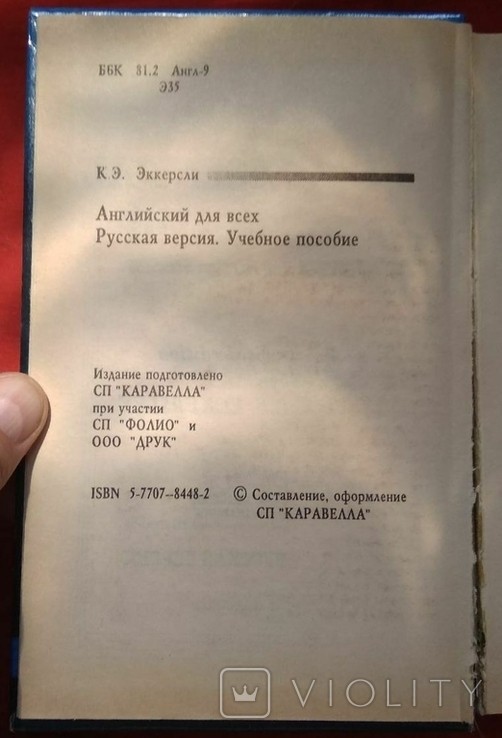 ББК 81.2 Англ-9
Э35
К. Э. Эккерсли
Английский для всех
Русская версия. Учебное пособие
Издание подготовлено
СП "КАРАВЕЛЛА"
при участии
СП "ФОЛИО" и
ООО "ДРУК"
ISBN 5-7707-8448-2 © Составление, оформление
СП "КАРАВЕЛЛА"
VIOLITY